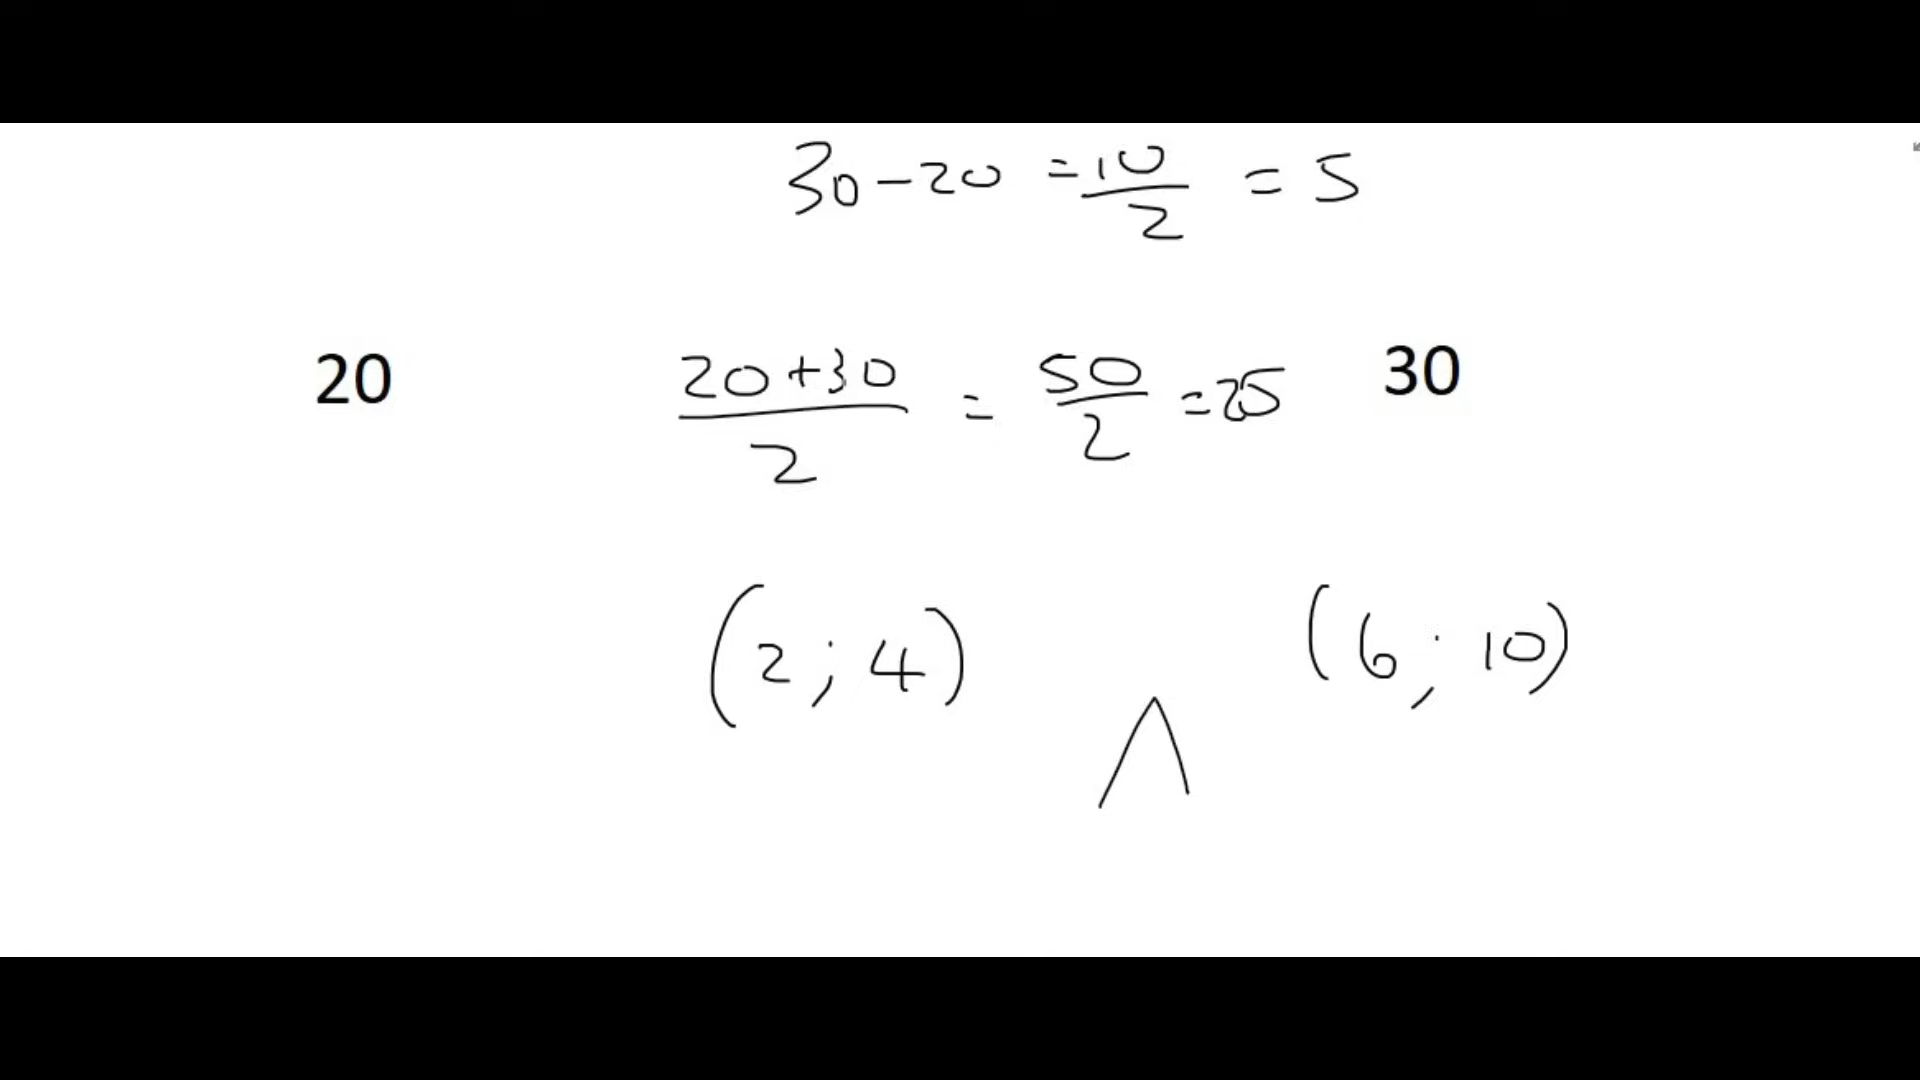 30 - 20 = 10/2 = 5
20 (20+30)/2 = 50/2 = 25 30
(2; 4) (6; 10)
∧